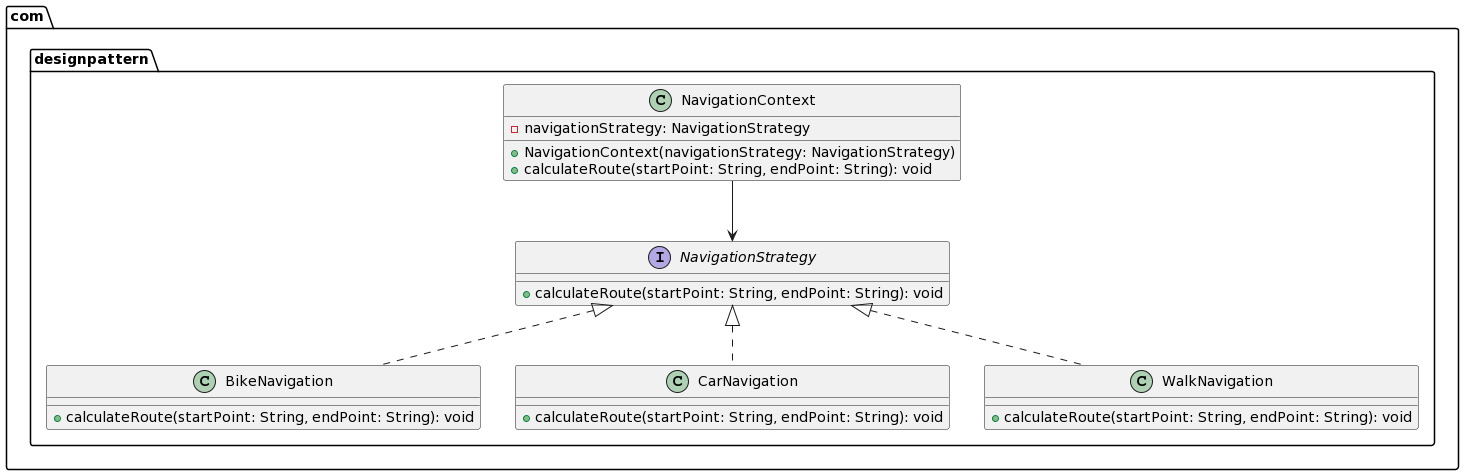 com
designpattern
C NavigationContext
navigationStrategy: NavigationStrategy
NavigationContext(navigationStrategy: NavigationStrategy)
calculateRoute(startPoint: String, endPoint: String): void
I NavigationStrategy
calculateRoute(startPoint: String, endPoint: String): void
C BikeNavigation
calculateRoute(startPoint: String, endPoint: String): void
C CarNavigation
calculateRoute(startPoint: String, endPoint: String): void
C WalkNavigation
calculateRoute(startPoint: String, endPoint: String): void